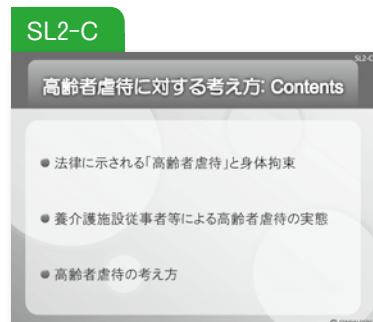 SL2-C
SL2-C
高齢者虐待に対する考え方: Contents
● 法律に示される「高齢者虐待」と身体拘束
● 養介護施設従事者等による高齢者虐待の実態
● 高齢者虐待の考え方